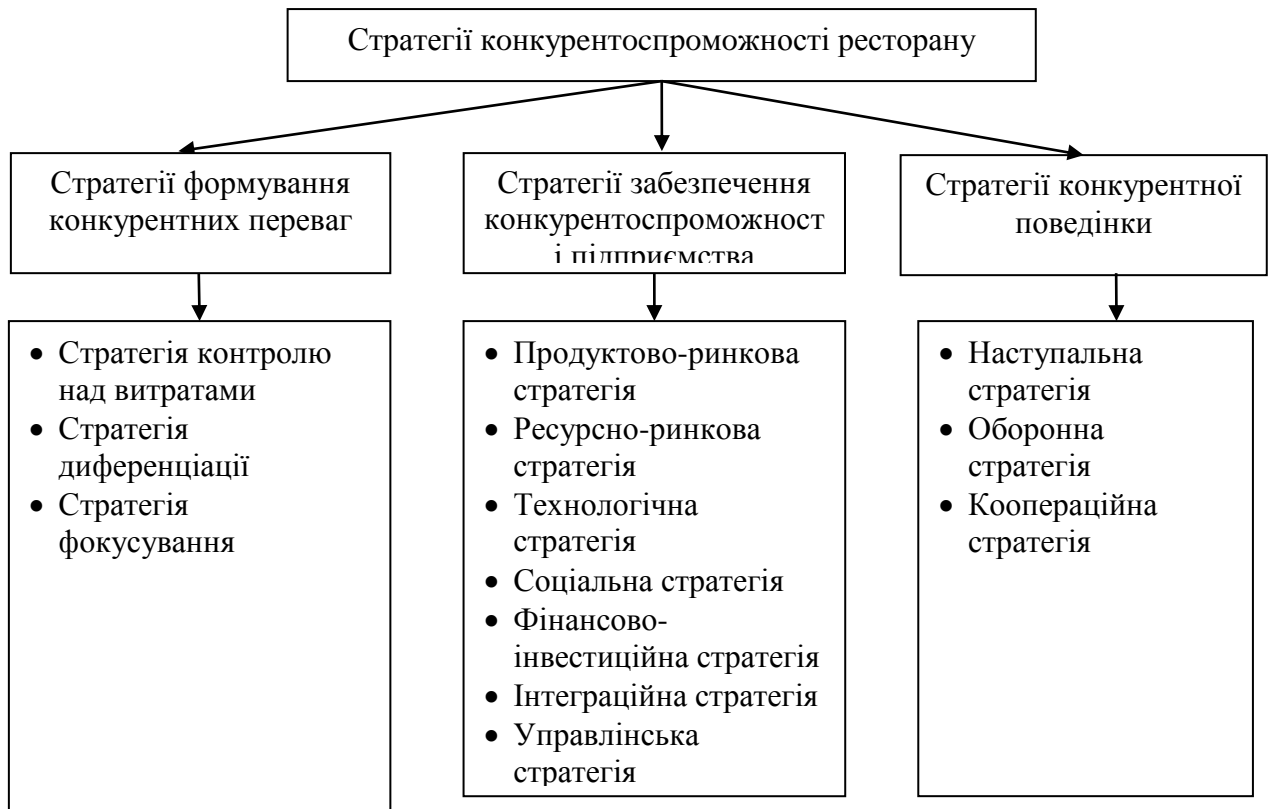 Стратегії конкурентоспроможності ресторану
Стратегії формування
конкурентних переваг
Стратегії забезпечення
конкурентоспроможност
і підприємства
Стратегії конкурентної
поведінки
• Стратегія контролю
над витратами
• Стратегія
диференціації
• Стратегія
фокусування
• Продуктово-ринкова
стратегія
• Ресурсно-ринкова
стратегія
• Технологічна
стратегія
• Соціальна стратегія
• Фінансово-
інвестиційна стратегія
• Інтеграційна стратегія
• Управлінська
стратегія
• Наступальна
стратегія
• Оборонна
стратегія
• Коопераційна
стратегія